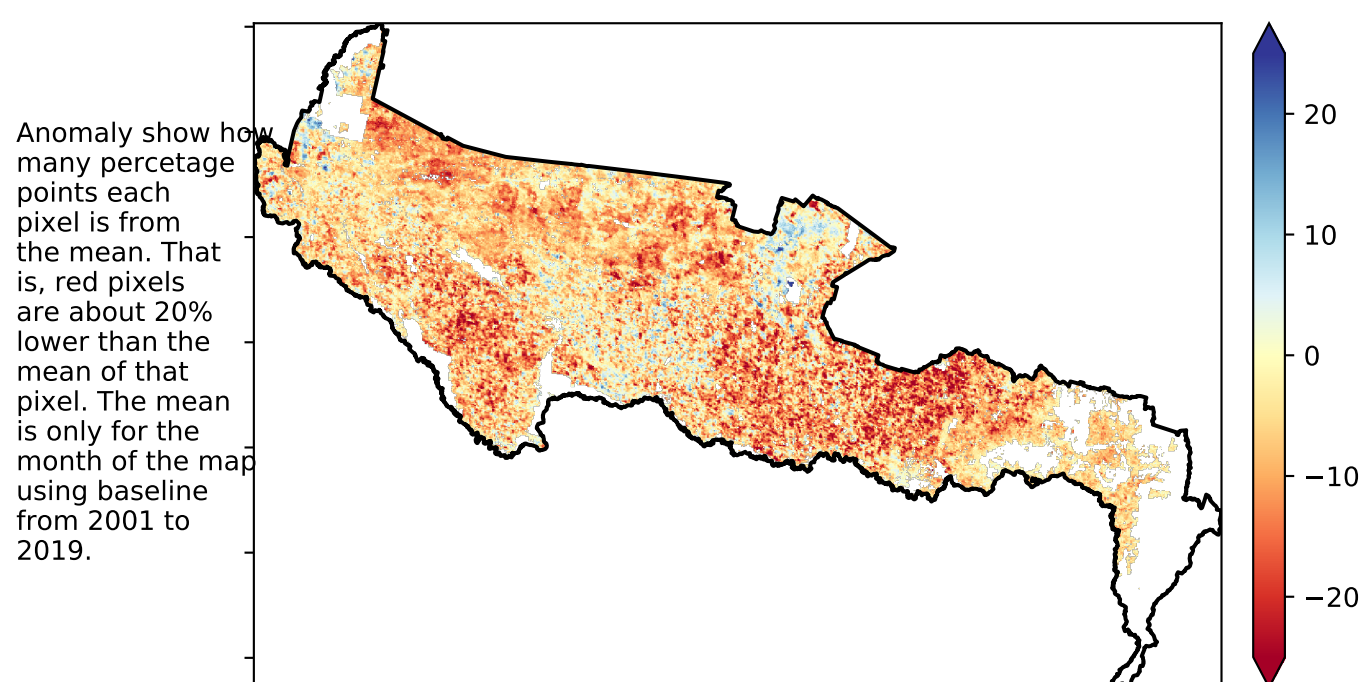 Anomaly show how
many percetage
points each
pixel is from
the mean. That
is, red pixels
are about 20%
lower than the
mean of that
pixel. The mean
is only for the
month of the map
using baseline
from 2001 to
2019.
20
10
0
−10
−20